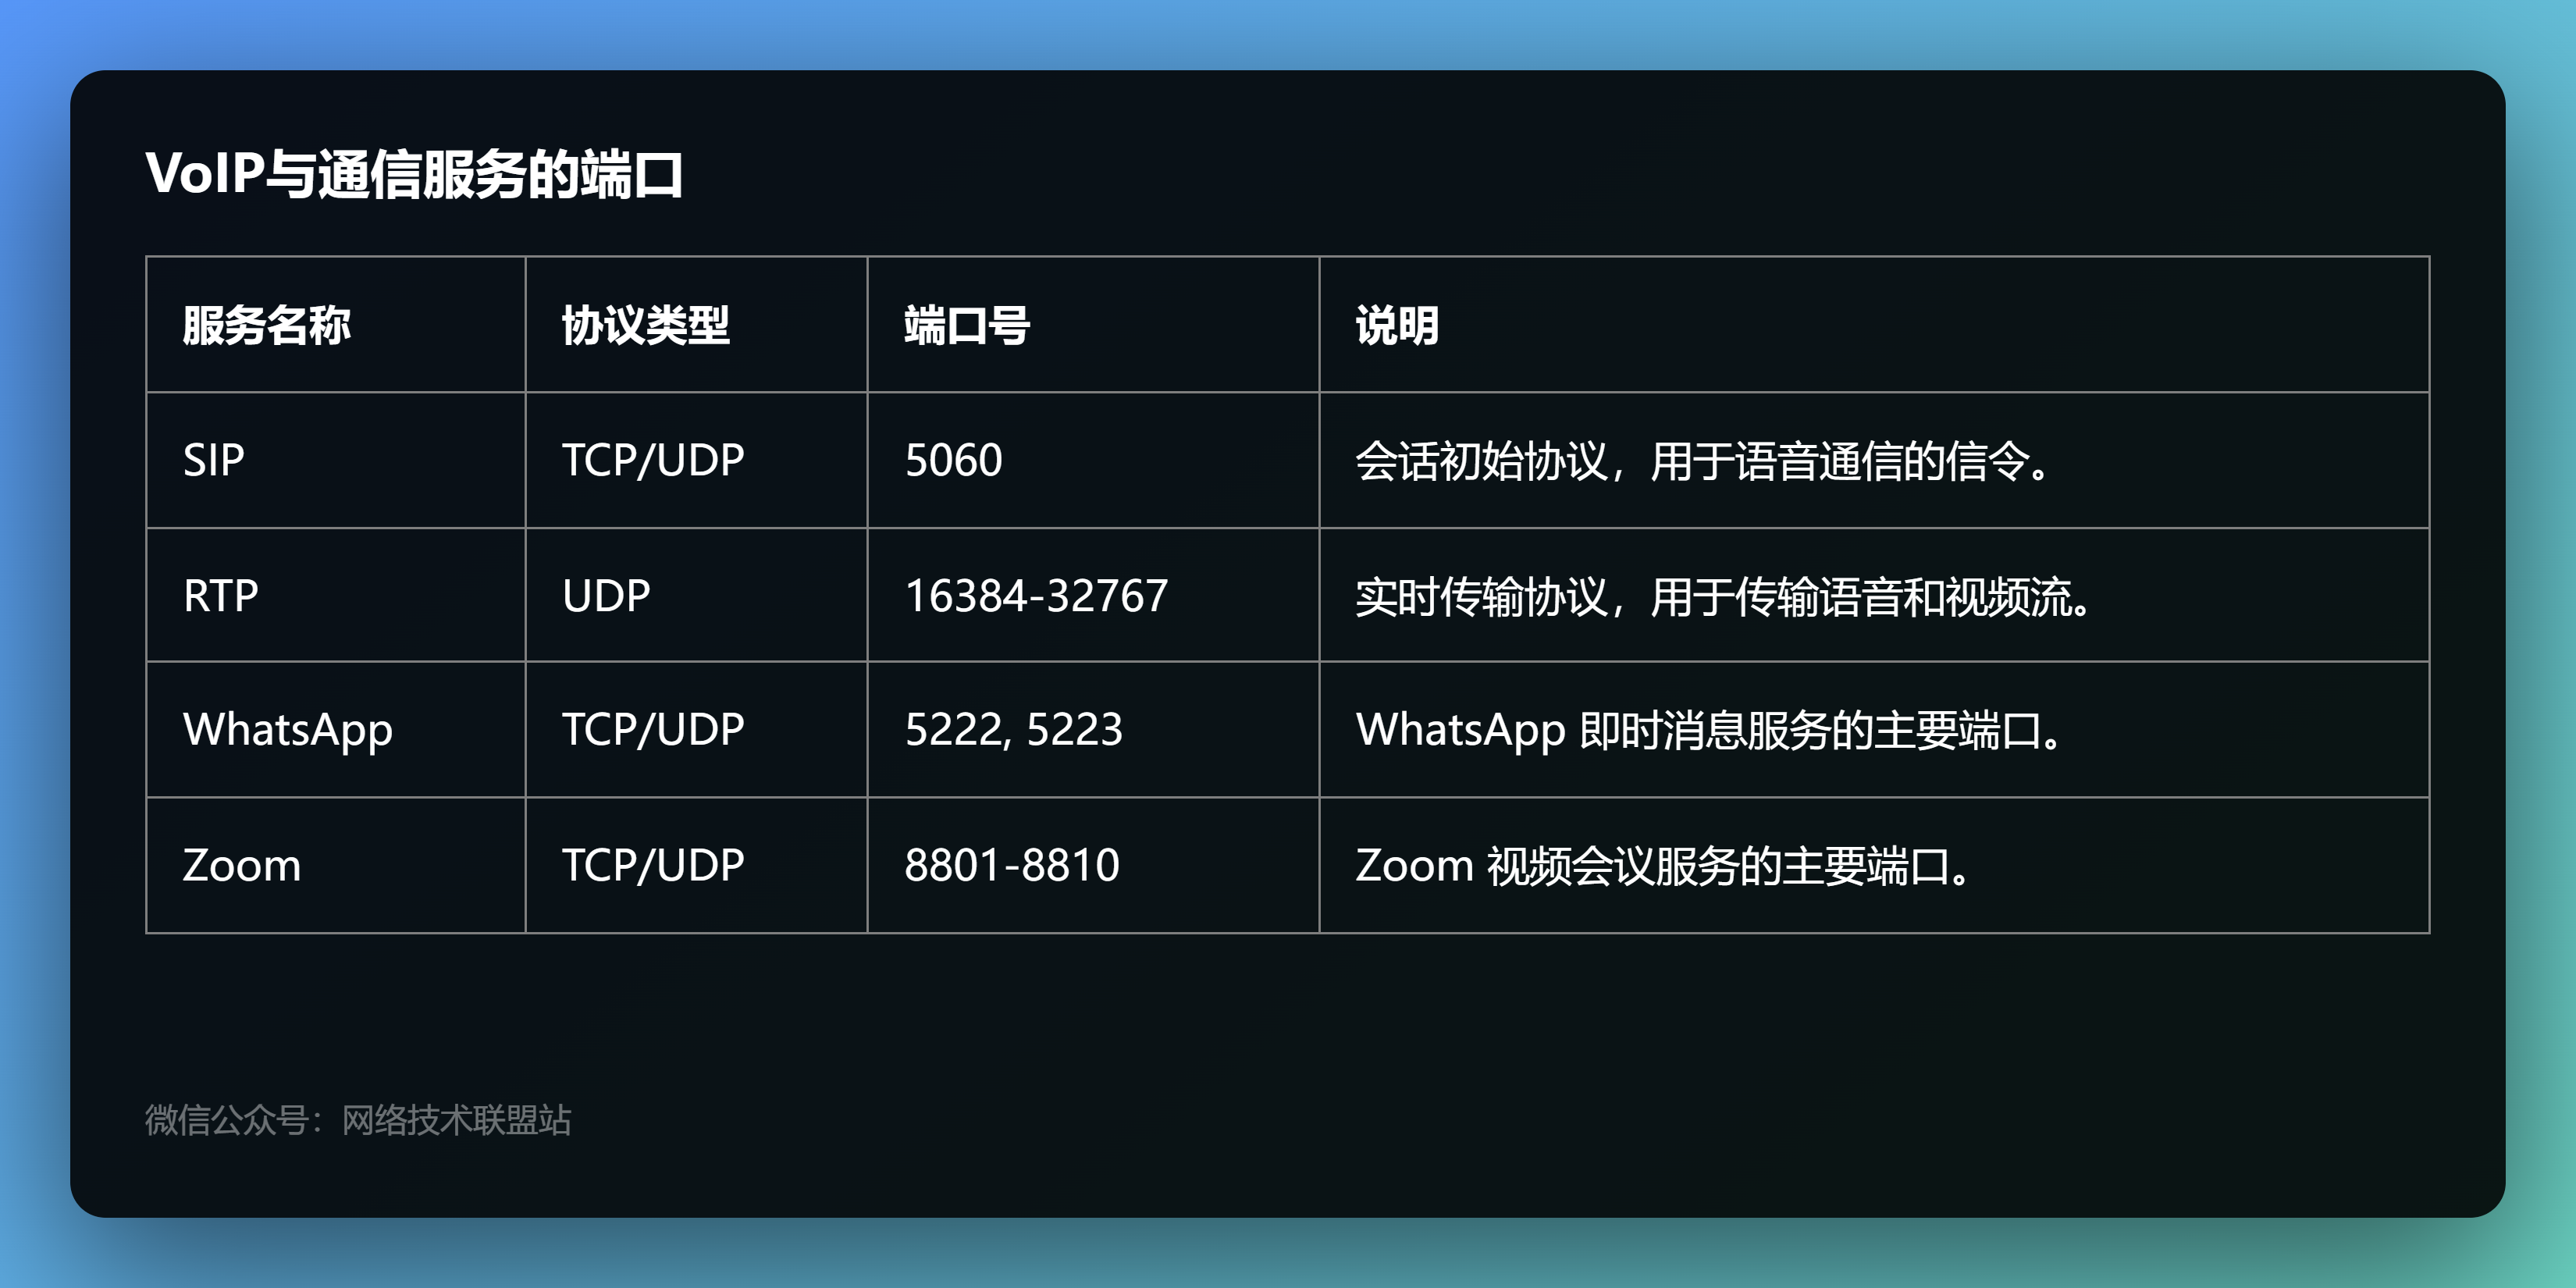 VoIP与通信服务的端口
服务名称 协议类型 端口号 说明
SIP TCP/UDP 5060 会话初始协议，用于语音通信的信令。
RTP UDP 16384-32767 实时传输协议，用于传输语音和视频流。
WhatsApp TCP/UDP 5222, 5223 WhatsApp 即时消息服务的主要端口。
Zoom TCP/UDP 8801-8810 Zoom 视频会议服务的主要端口。
微信公众号：网络技术联盟站